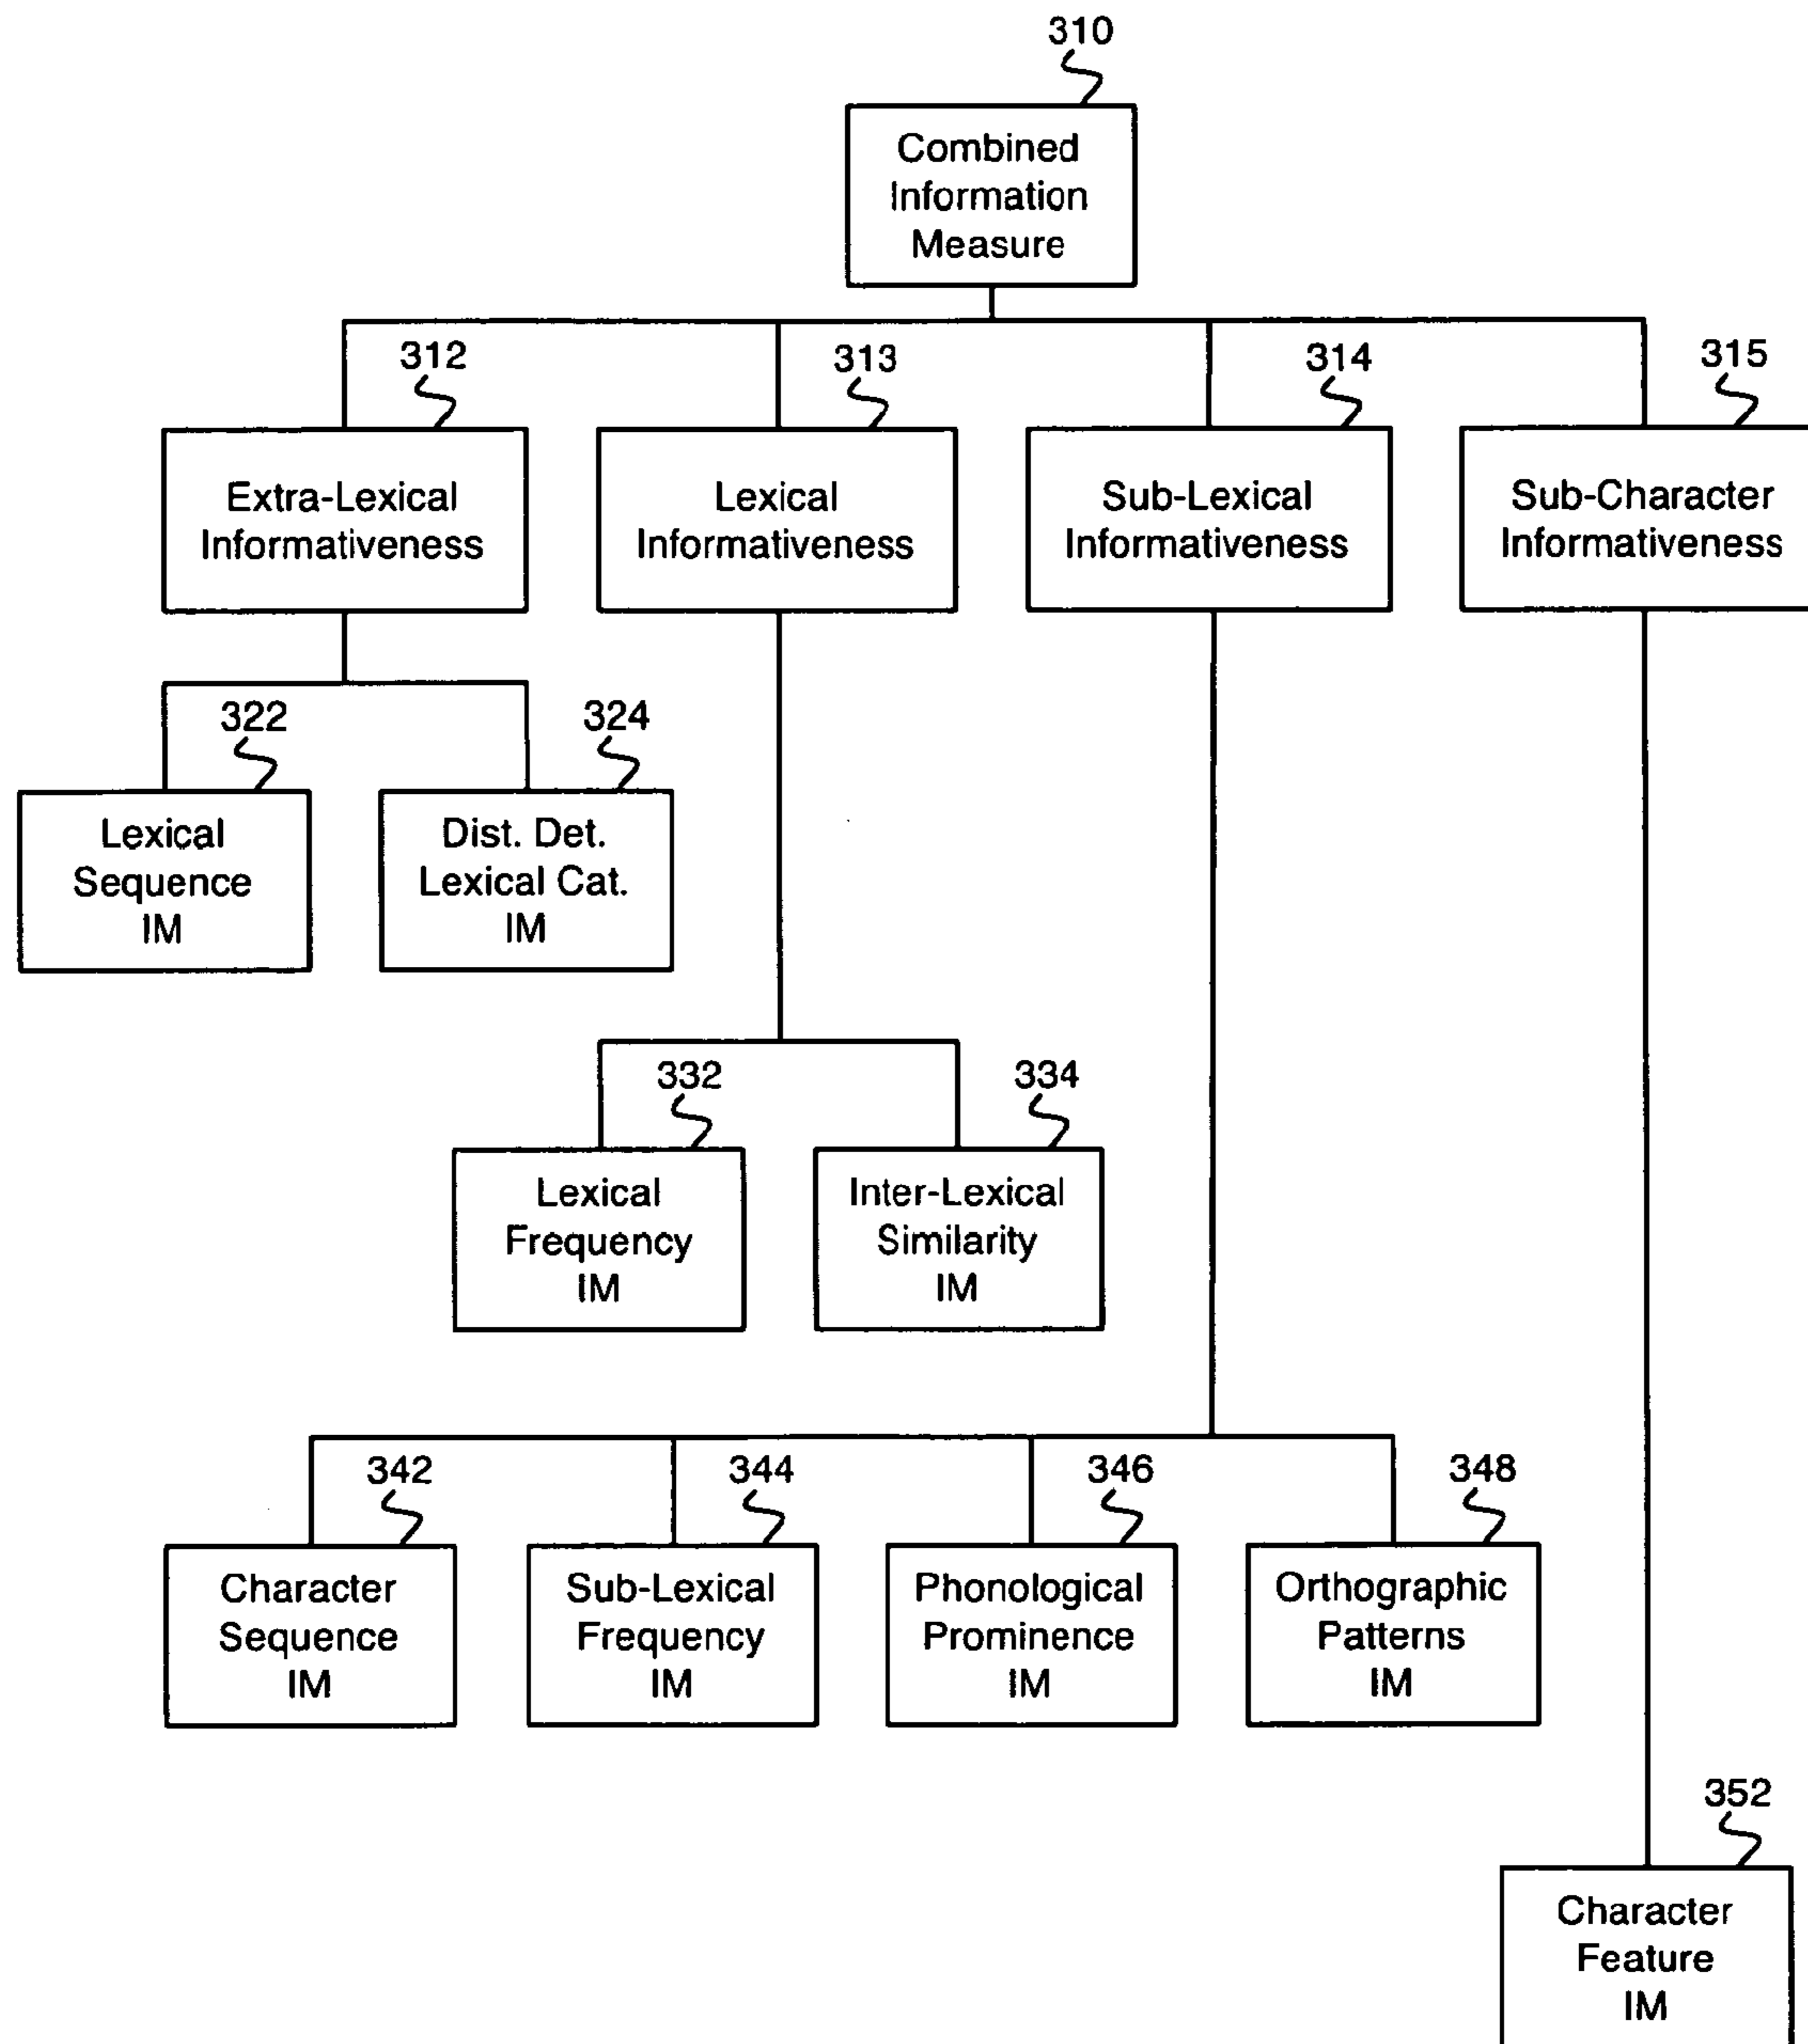 310
Combined
Information
Measure
312
313
314
315
Extra-Lexical
Informativeness
Lexical
Informativeness
Sub-Lexical
Informativeness
Sub-Character
Informativeness
322
324
Lexical
Sequence
IM
Dist. Det.
Lexical Cat.
IM
332
334
Lexical
Frequency
IM
Inter-Lexical
Similarity
IM
342
344
346
348
Character
Sequence
IM
Sub-Lexical
Frequency
IM
Phonological
Prominence
IM
Orthographic
Patterns
IM
352
Character
Feature
IM